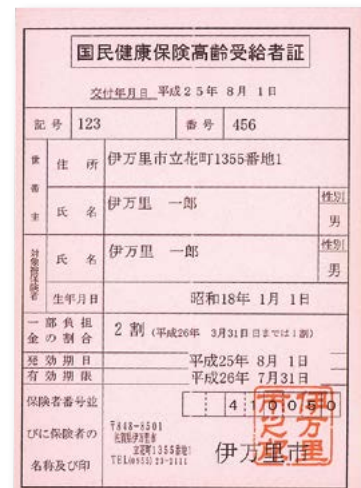 国民健康保険高齢受給者証
交付年月日 平成25年 8月 1日
記号 123 番号 456
世帯主 住所 伊万里市立花町1355番地1
氏名 伊万里 一郎 性別 男
対象被保険者 氏名 伊万里 一郎 性別 男
生年月日 昭和18年 1月 1日
一部負担金の割合 2割 (平成26年 3月31日までは1割)
発効期日 平成25年 8月 1日
有効期限 平成26年 7月31日
保険者番号並びに保険者の名称及び印 410050
〒848-8501
佐賀県伊万里市
立花町1355番地1
TEL(0955) 23-2111
伊万里市